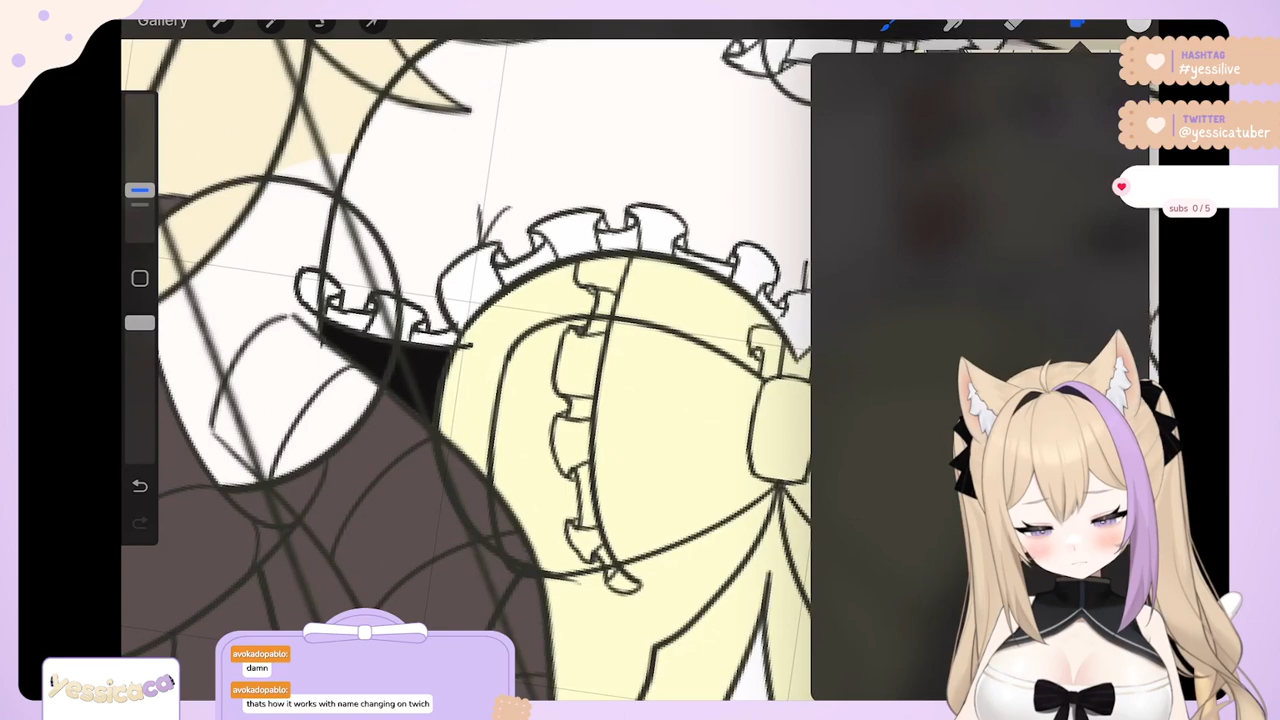 Gallery
HASHTAG
#yessilive
TWITTER
@yessicatuber
subs 0/5
avokadopablo:
damn
avokadopablo:
thats how it works with name changing on twich
yessicaca